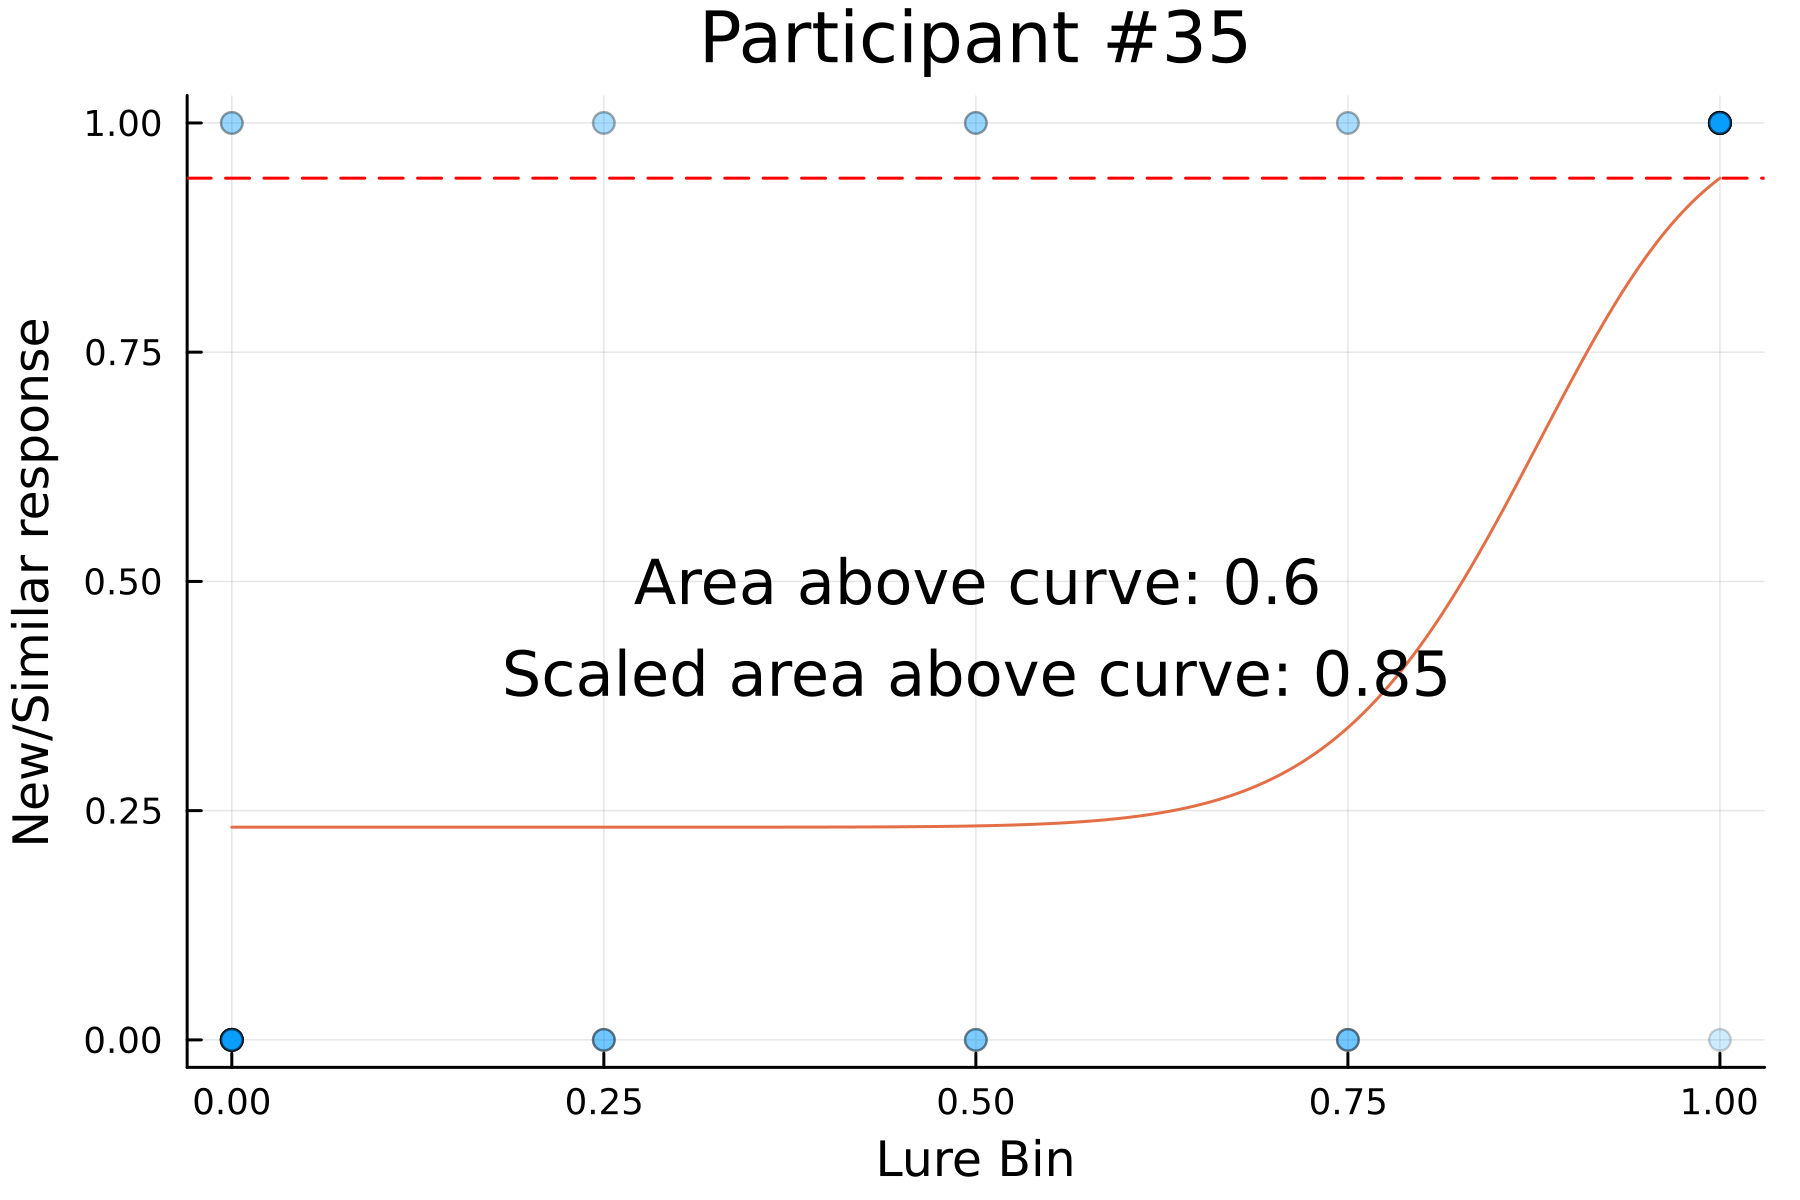 Participant #35
1.00
0.75
0.50
0.25
0.00
New/Similar response
Area above curve: 0.6
Scaled area above curve: 0.85
0.00 0.25 0.50 0.75 1.00
Lure Bin